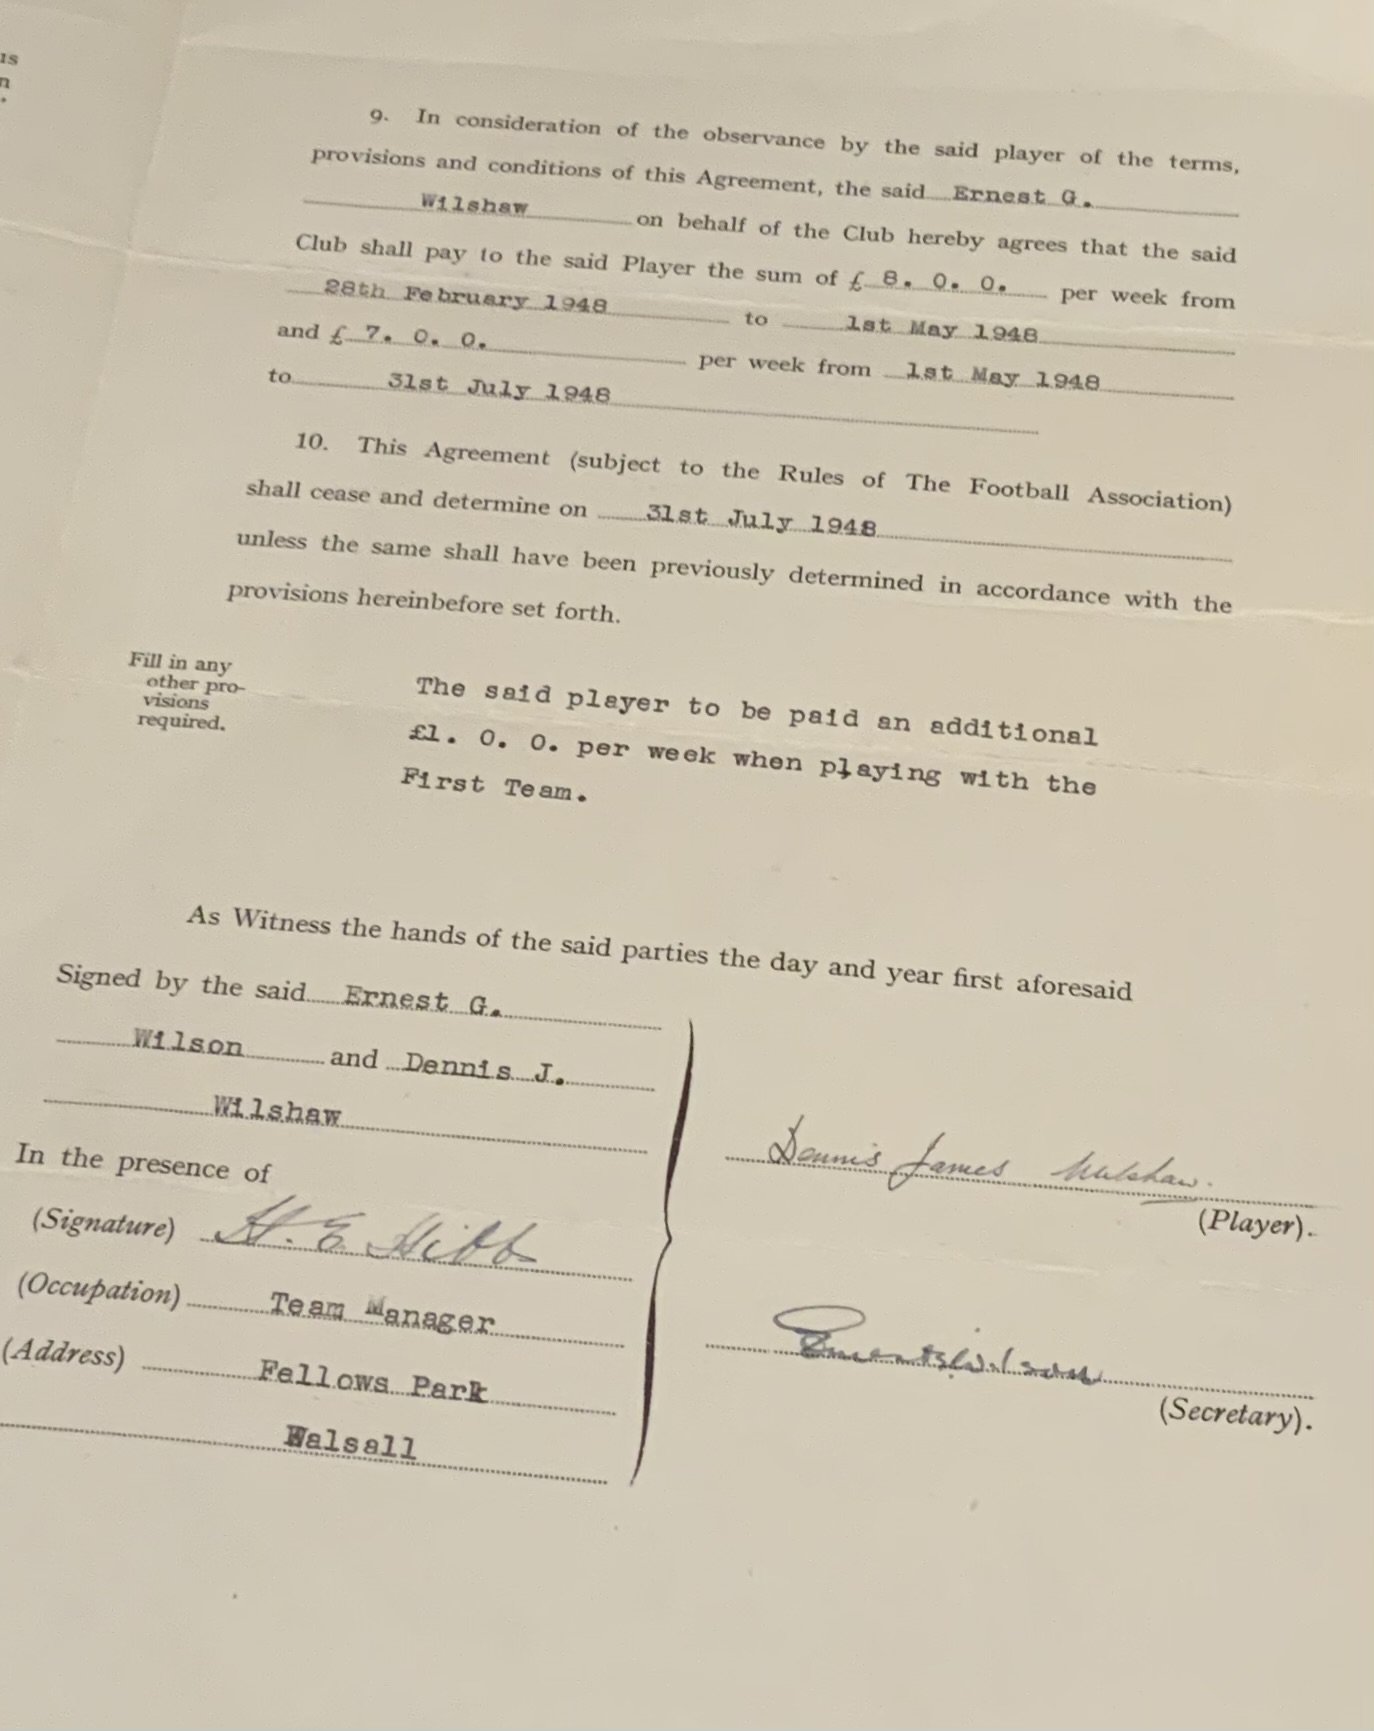 is
n
9. In consideration of the observance by the said player of the terms,
provisions and conditions of this Agreement, the said Ernest G.
Wilshaw on behalf of the Club hereby agrees that the said
Club shall pay to the said Player the sum of £ 8. 0. 0. per week from
28th February 1948 to 1st May 1948
and £ 7. 0. 0. per week from 1st May 1948
to 31st July 1948
10. This Agreement (subject to the Rules of The Football Association)
shall cease and determine on 31st July 1948
unless the same shall have been previously determined in accordance with the
provisions hereinbefore set forth.
Fill in any
other pro-
visions
required.
The said player to be paid an additional
£1. 0. 0. per week when playing with the
First Team.
As Witness the hands of the said parties the day and year first aforesaid
Signed by the said Ernest G.
Wilson and Dennis J.
Wilshaw
In the presence of
(Signature) H. E Hibbs
(Occupation) Team Manager
(Address) Fellows Park
Walsall
Dennis James Wilshaw.
(Player).
Ernest G. Wilson
(Secretary).